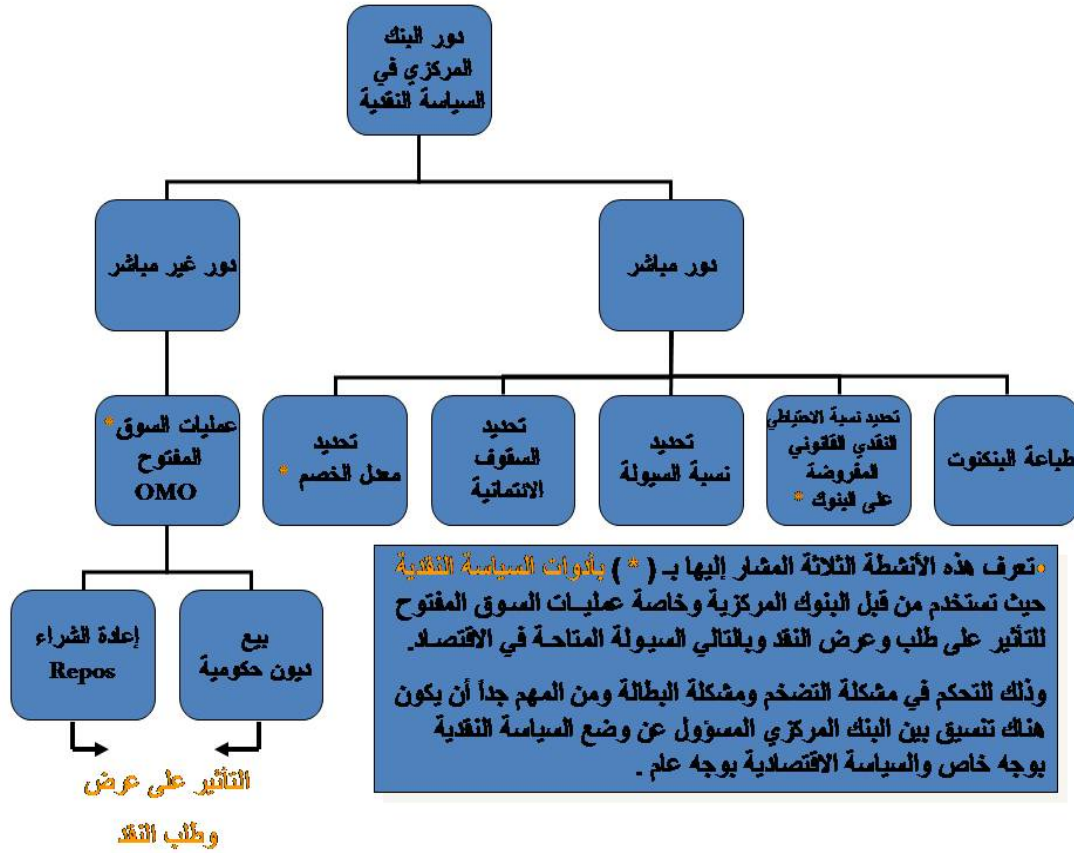 دور البنك
المركزي في
السياسة النقدية
دور مباشر
دور غير مباشر
طباعة البنكنوت
تحديد نسبة الاحتياطي
النقدي القانوني
المفروضة
على البنوك *
تحديد
نسبة السيولة
تحديد
السقوف
الائتمانية
تحديد
معدل الخصم *
عمليات السوق *
المفتوح
OMO
بيع
ديون حكومية
إعادة الشراء
Repos
التأثير على عرض
وطلب النقد
•تعرف هذه الأنشطة الثلاثة المشار إليها بـ ( * ) بأدوات السياسة النقدية
حيث تستخدم من قبل البنوك المركزية وخاصة عمليــات السوق المفتوح
للتأثير على طلب وعرض النقد وبالتالي السيولة المتاحـة في الاقتصـاد.
وذلك للتحكم في مشكلة التضخم ومشكلة البطالة ومن المهم جداً أن يكون
هناك تنسيق بين البنك المركزي المسؤول عن وضع السياسة النقدية
بوجه خاص والسياسة الاقتصادية بوجه عام .